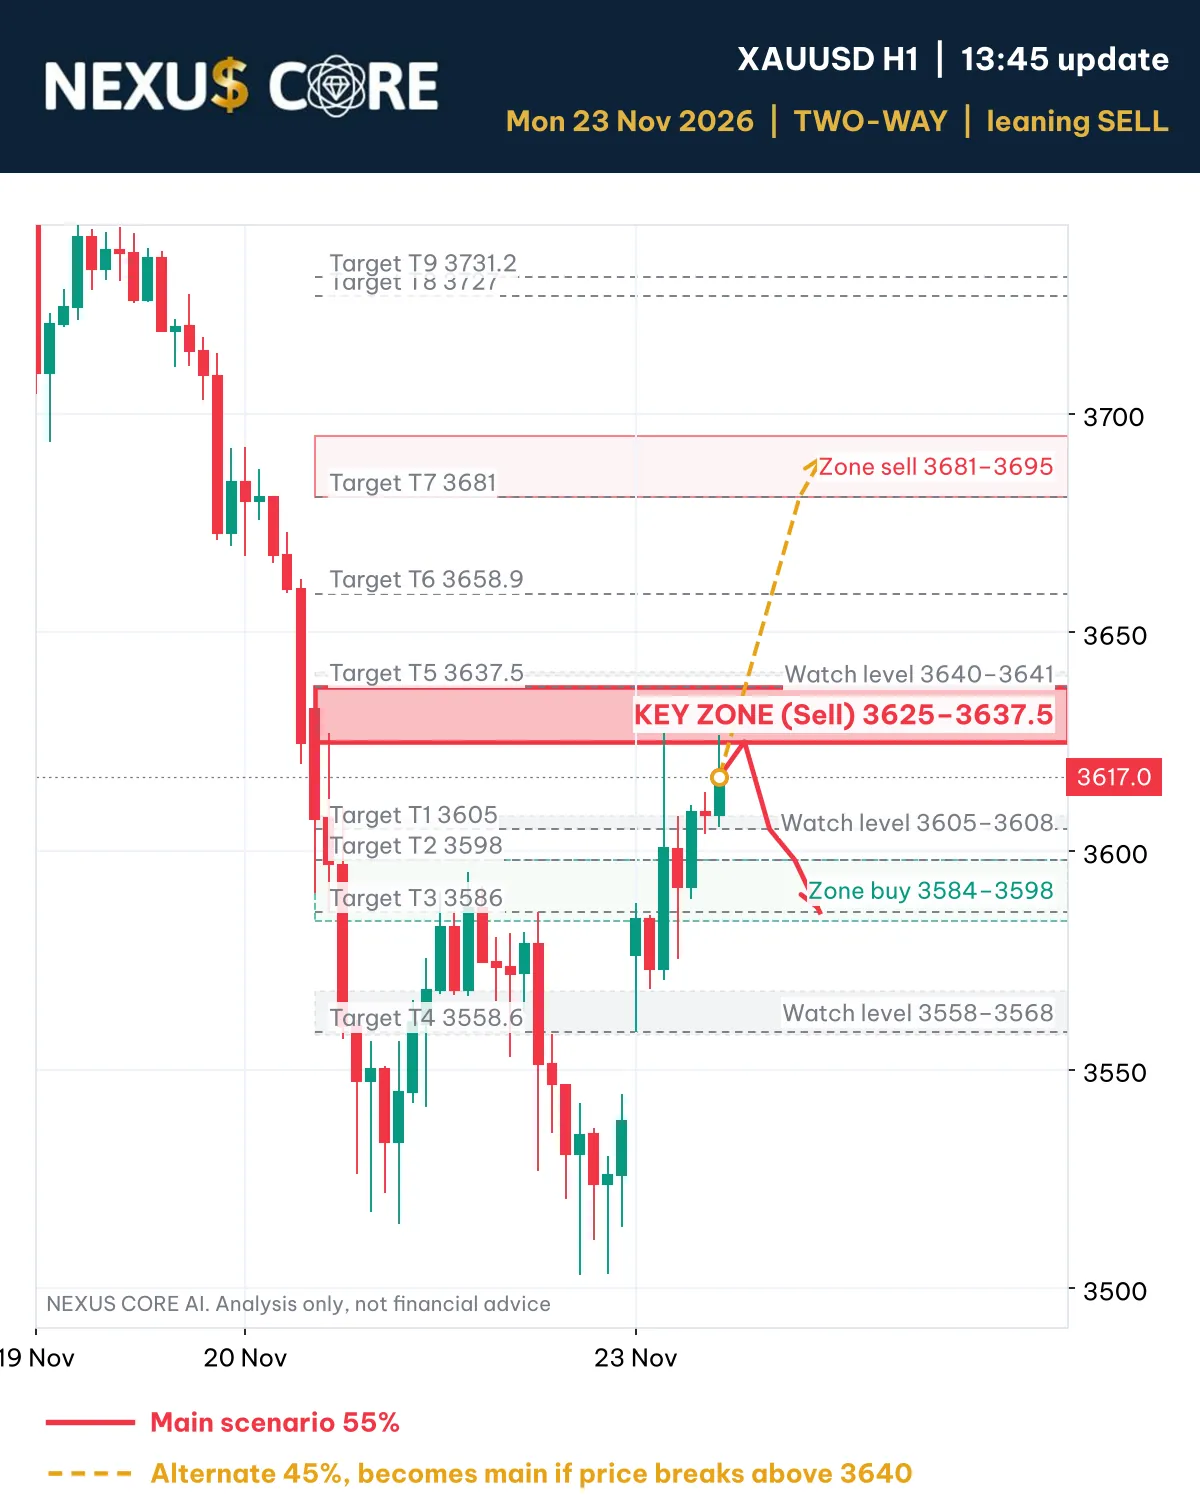 NEXU$ CORE
XAUUSD H1 | 13:45 update
Mon 23 Nov 2026 | TWO-WAY | leaning SELL
Target T9 3731.2
Target T8 3727
3700
Zone sell 3681–3695
Target T7 3681
Target T6 3658.9
3650
Target T5 3637.5
Watch level 3640–3641
KEY ZONE (Sell) 3625–3637.5
3617.0
Target T1 3605
Watch level 3605–3608
Target T2 3598
3600
Zone buy 3584–3598
Target T3 3586
Target T4 3558.6
Watch level 3558–3568
3550
3500
NEXUS CORE AI. Analysis only, not financial advice
19 Nov
20 Nov
23 Nov
Main scenario 55%
Alternate 45%, becomes main if price breaks above 3640